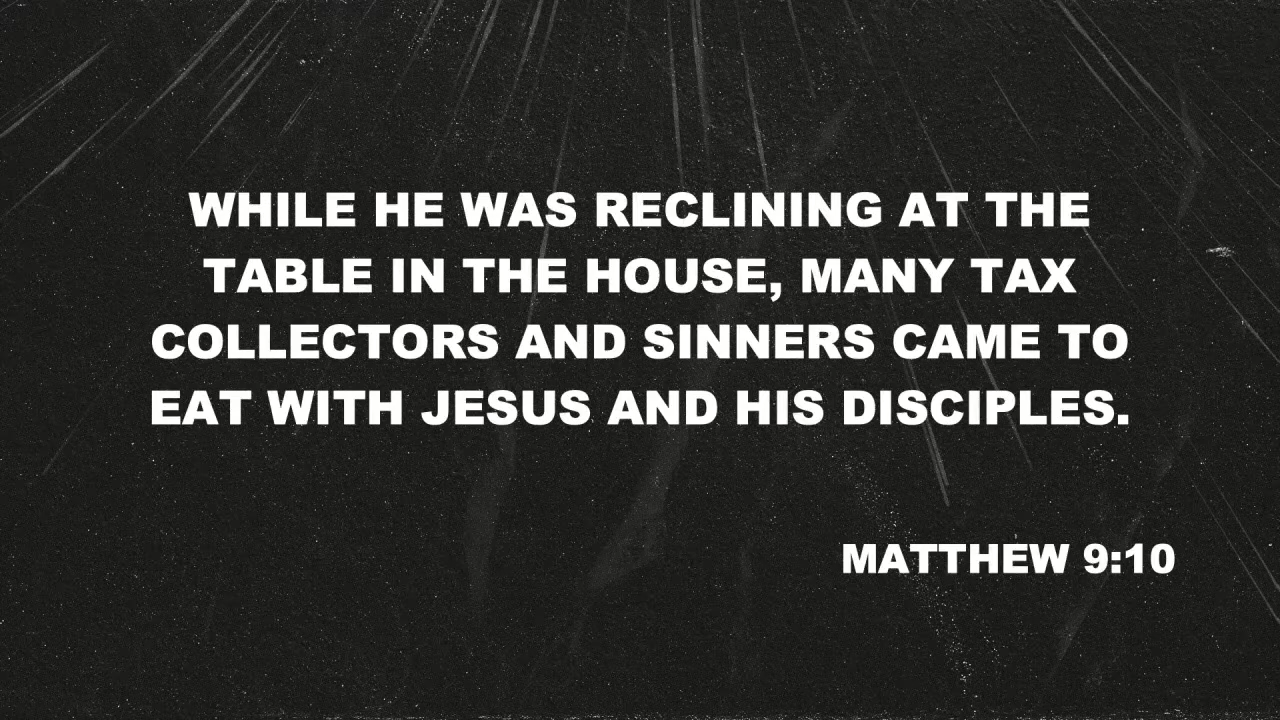 WHILE HE WAS RECLINING AT THE
TABLE IN THE HOUSE, MANY TAX
COLLECTORS AND SINNERS CAME TO
EAT WITH JESUS AND HIS DISCIPLES.
MATTHEW 9:10